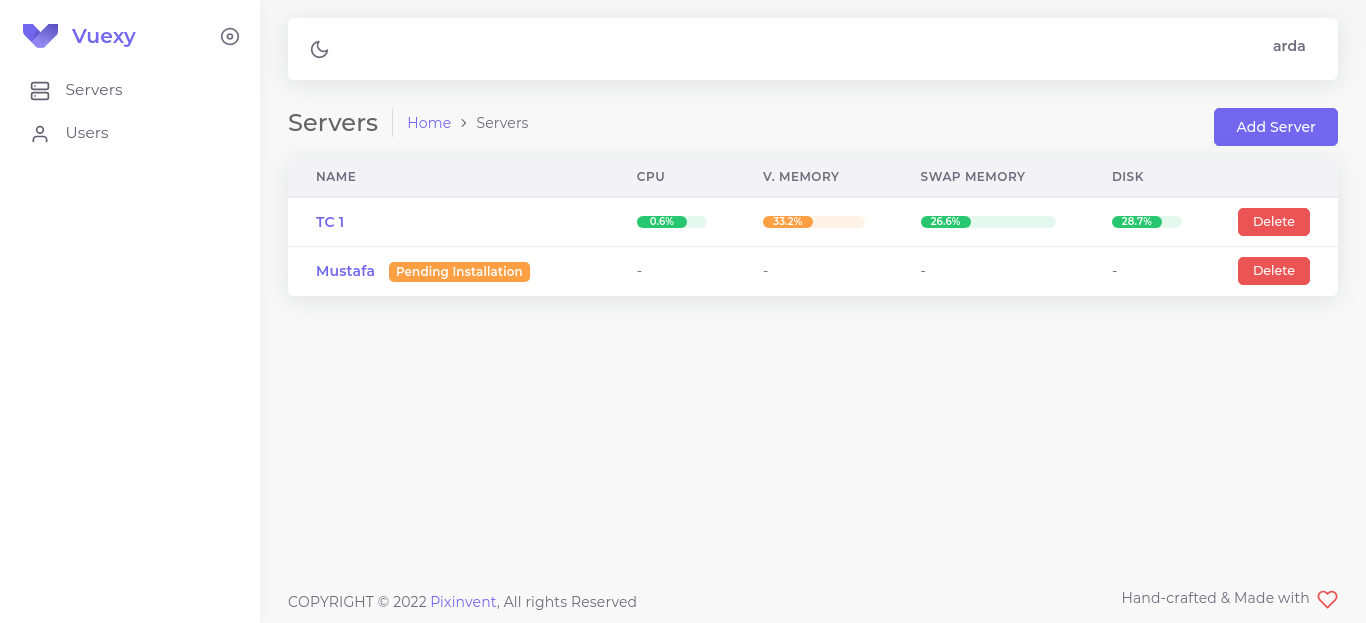 Vuexy
Servers
Users
arda
Servers
Home > Servers
Add Server
NAME CPU V. MEMORY SWAP MEMORY DISK
TC 1 0.6% 33.2% 26.6% 28.7% Delete
Mustafa Pending Installation - - - - Delete
COPYRIGHT © 2022 Pixinvent, All rights Reserved
Hand-crafted & Made with